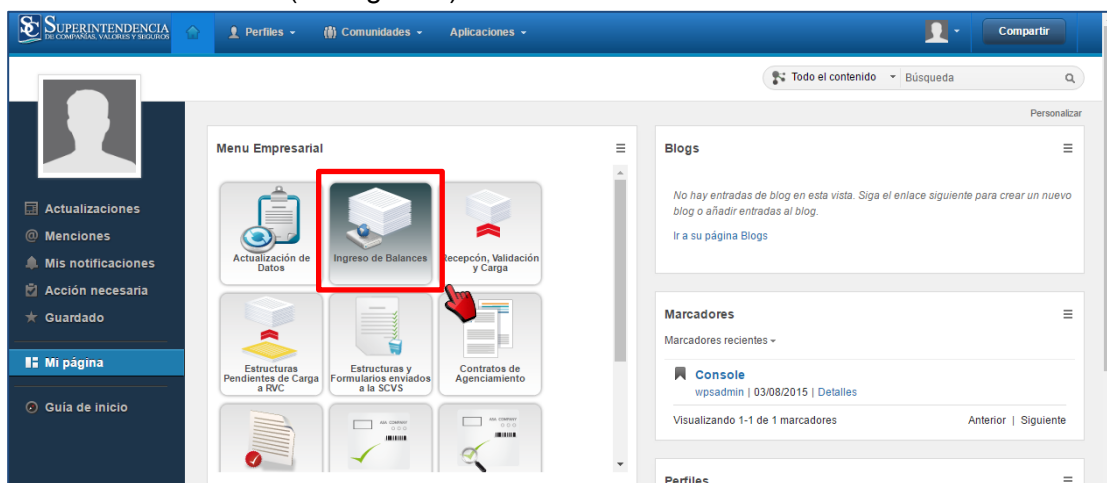 SUPERINTENDENCIA
DE COMPAÑÍAS, VALORES Y SEGUROS
Perfiles
Comunidades
Aplicaciones
Compartir
Todo el contenido
Búsqueda
Personalizar
Actualizaciones
Menciones
Mis notificaciones
Acción necesaria
Guardado
Mi página
Guía de inicio
Menu Empresarial
Actualización de
Datos
Ingreso de Balances
Recepcón, Validación
y Carga
Estructuras
Pendientes de Carga
a RVC
Estructuras y
Formularios enviados
a la SCVS
Contratos de
Agenciamiento
Blogs
No hay entradas de blog en esta vista. Siga el enlace siguiente para crear un nuevo
blog o añadir entradas al blog.
Ir a su página Blogs
Marcadores
Marcadores recientes
Console
wpsadmin | 03/08/2015 | Detalles
Visualizando 1-1 de 1 marcadores
Anterior | Siguiente
Perfiles